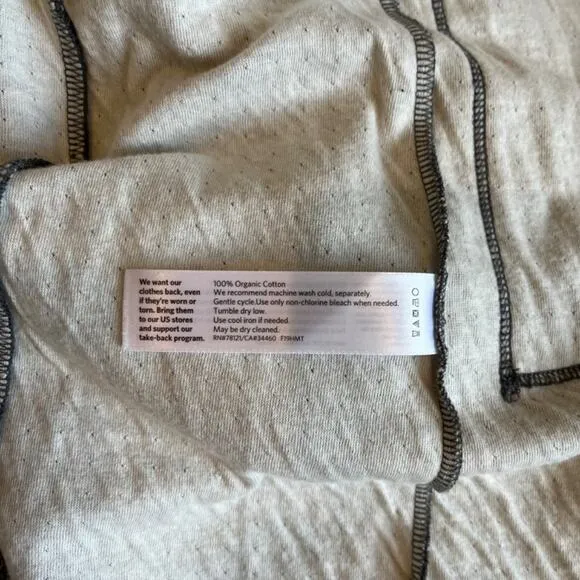 We want our
clothes back, even
if they're worn or
torn. Bring them
to our US stores
and support our
take-back program.
100% Organic Cotton
We recommend machine wash cold, separately.
Gentle cycle.Use only non-chlorine bleach when needed.
Tumble dry low.
Use cool iron if needed.
May be dry cleaned.
RN#78121/CA#34460 F19HMT